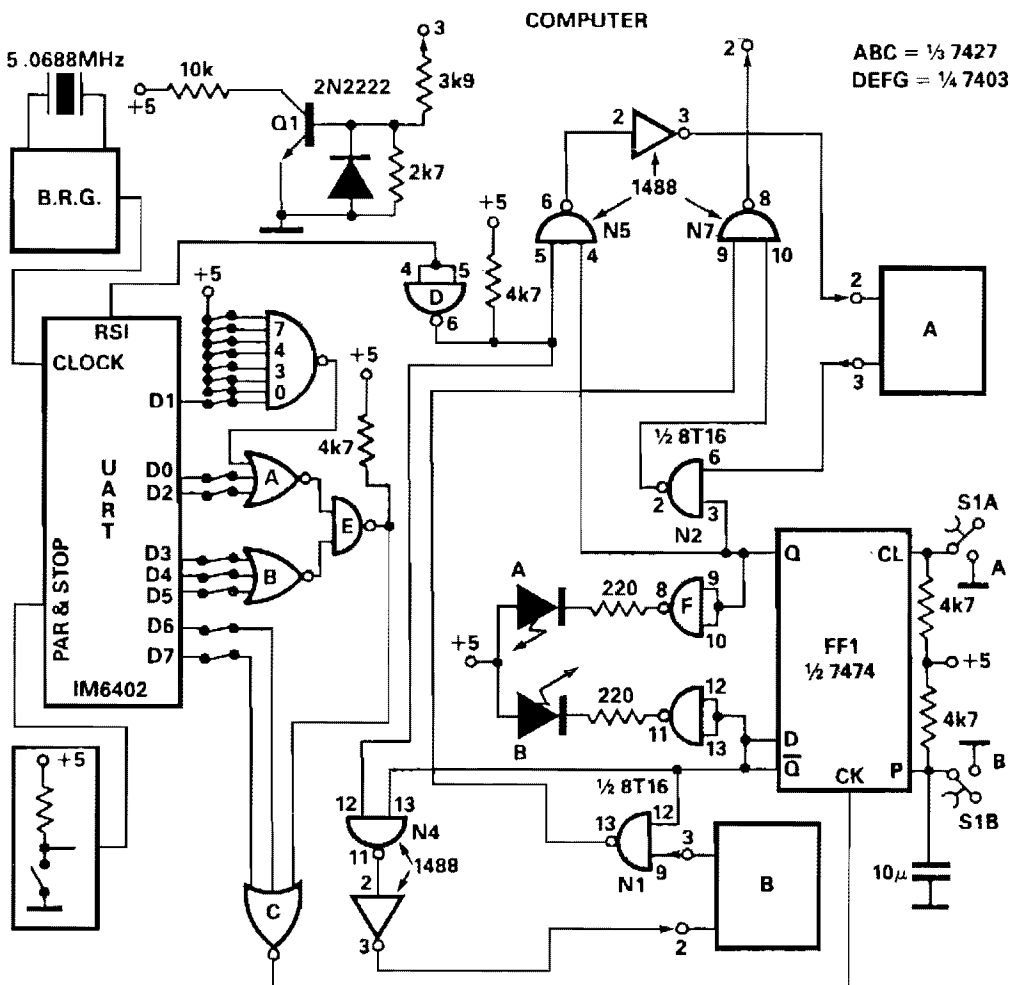 COMPUTER
5.0688MHz
10k
+5
2N2222
Q1
3
3k9
2k7
2
ABC = ⅓ 7427
DEFG = ¼ 7403
B.R.G.
2
3
1488
6
N5
5
4
8
N7
9
10
+5
4k7
4
5
D
6
RSI
CLOCK
D1
+5
7
4
3
0
+5
4k7
2
A
3
UART
D0
D2
A
E
D3
D4
D5
B
D6
D7
PAR & STOP
IM6402
½ 8T16
6
2
3
N2
S1A
A
4k7
+5
4k7
B
S1B
10μ
Q
CL
FF1
½ 7474
D
Q
CK
P
A
220
8
F
9
10
+5
B
220
11
12
13
½ 8T16
13
12
9
N1
3
B
2
12
13
N4
11
1488
2
3
+5
C